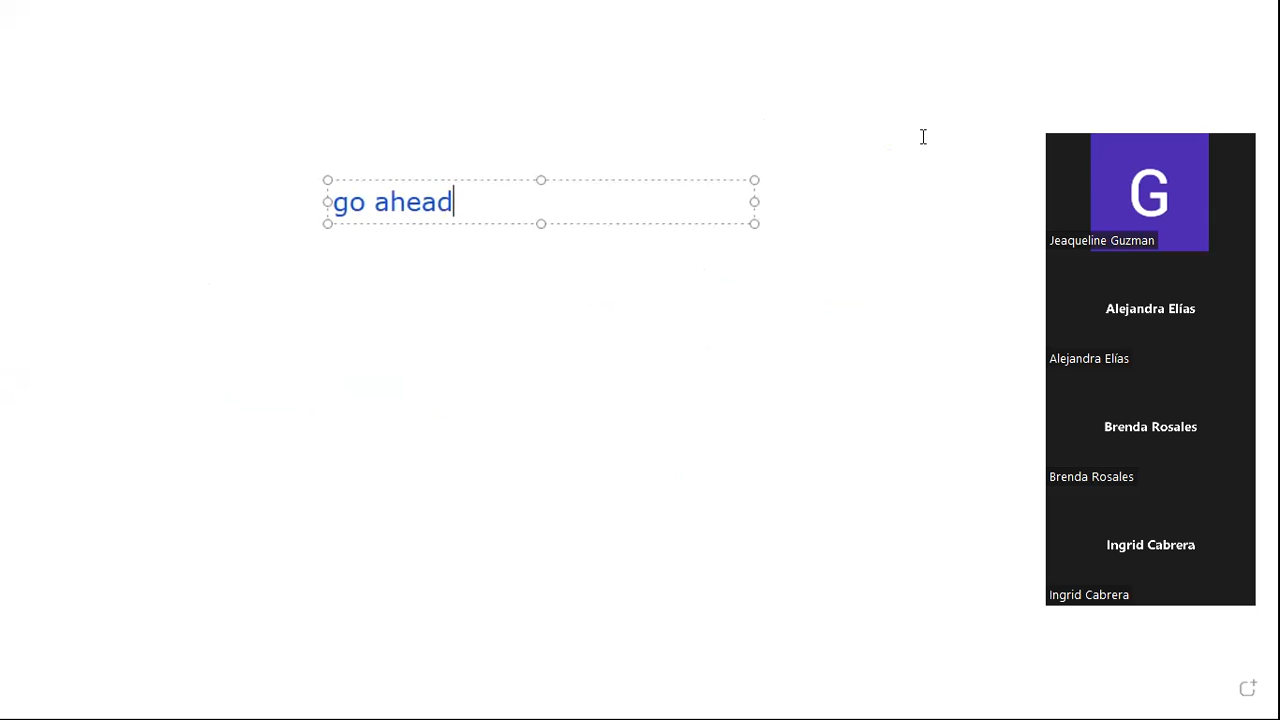 go ahead
G
Jeaqueline Guzman
Alejandra Elías
Alejandra Elías
Brenda Rosales
Brenda Rosales
Ingrid Cabrera
Ingrid Cabrera